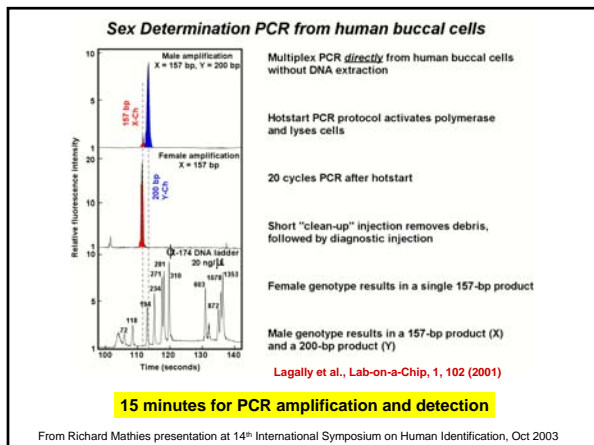 Sex Determination PCR from human buccal cells
Male amplification
X = 157 bp, Y = 200 bp
157 bp
X-Ch
Female amplification
X = 157 bp
200 bp
Y-Ch
Relative fluorescence intensity
-174 DNA ladder
20 ng/
10
5
1
20
10
1
10
5
1
72
118
194
234
271
281
310
603
872
1078
1353
100
110
120
130
140
Time (seconds)
Multiplex PCR directly from human buccal cells
without DNA extraction
Hotstart PCR protocol activates polymerase
and lyses cells
20 cycles PCR after hotstart
Short "clean-up" injection removes debris,
followed by diagnostic injection
Female genotype results in a single 157-bp product
Male genotype results in a 157-bp product (X)
and a 200-bp product (Y)
Lagally et al., Lab-on-a-Chip, 1, 102 (2001)
15 minutes for PCR amplification and detection
From Richard Mathies presentation at 14th International Symposium on Human Identification, Oct 2003